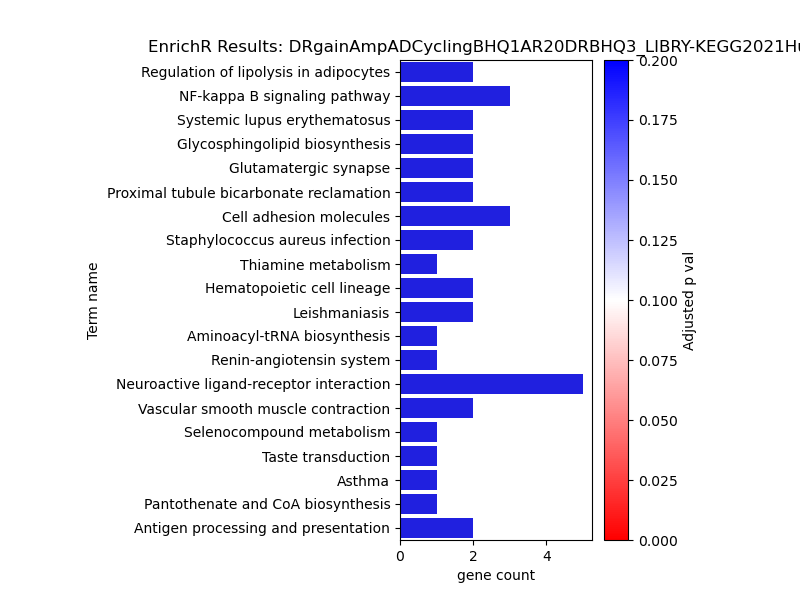 EnrichR Results: DRgainAmpADCyclingBHQ1AR20DRBHQ3_LIBRY-KEGG2021H
Regulation of lipolysis in adipocytes
NF-kappa B signaling pathway
Systemic lupus erythematosus
Glycosphingolipid biosynthesis
Glutamatergic synapse
Proximal tubule bicarbonate reclamation
Cell adhesion molecules
Staphylococcus aureus infection
Thiamine metabolism
Hematopoietic cell lineage
Leishmaniasis
Aminoacyl-tRNA biosynthesis
Renin-angiotensin system
Neuroactive ligand-receptor interaction
Vascular smooth muscle contraction
Selenocompound metabolism
Taste transduction
Asthma
Pantothenate and CoA biosynthesis
Antigen processing and presentation
Term name
0 2 4
gene count
0.200
0.175
0.150
0.125
0.100
0.075
0.050
0.025
0.000
Adjusted p val